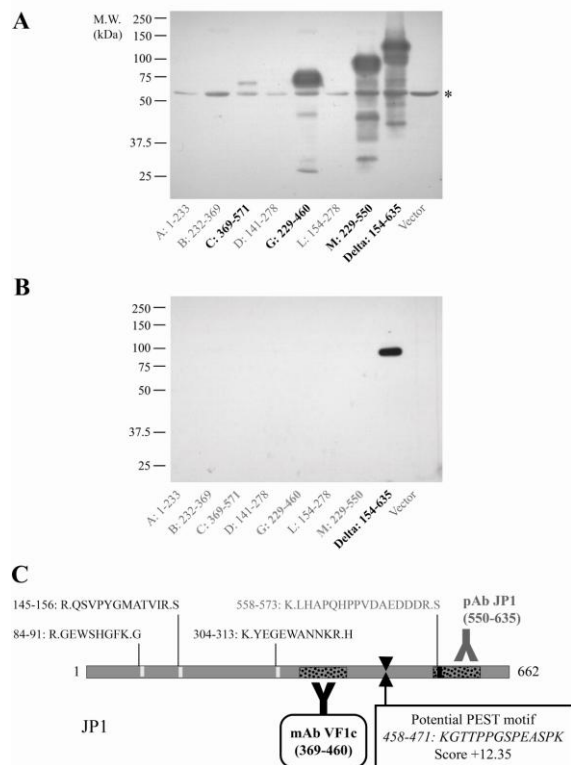 A
M.W.
(kDa)
250
150
100
75
50
37.5
25
*
A: 1-233
B: 232-369
C: 369-571
D: 141-278
G: 229-460
L: 154-278
M: 229-550
Delta: 154-635
Vector
B
250
150
100
75
50
37.5
25
A: 1-233
B: 232-369
C: 369-571
D: 141-278
G: 229-460
L: 154-278
M: 229-550
Delta: 154-635
Vector
C
145-156: R.QSVPYGMATVIR.S
558-573: K.LHAPQHPPVDAEDDDR.S
pAb JP1
(550-635)
84-91: R.GEWSHGFK.G
304-313: K.YEGEWANNKR.H
1
662
JP1
mAb VF1c
(369-460)
Potential PEST motif
458-471: KGTTPPGSPEASPK
Score +12.35